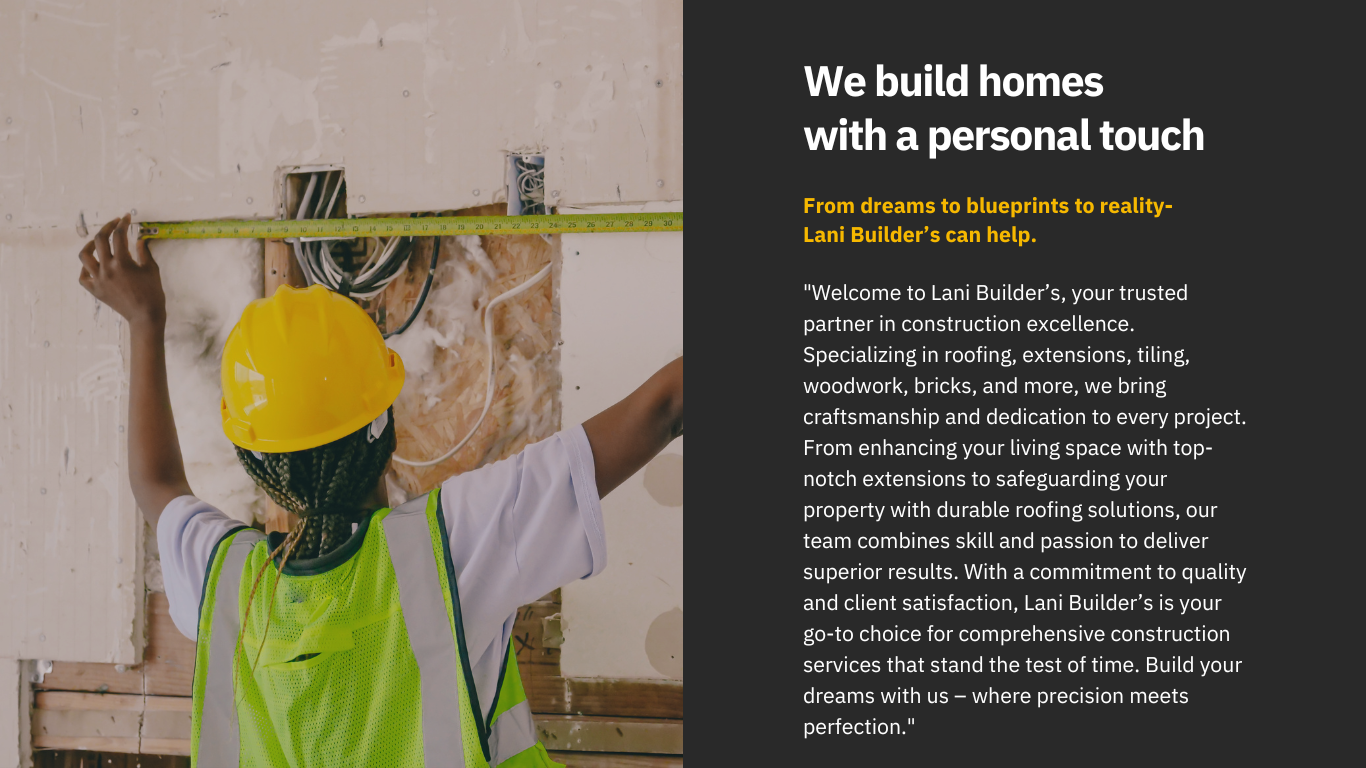 We build homes
with a personal touch
From dreams to blueprints to reality-
Lani Builder’s can help.
"Welcome to Lani Builder’s, your trusted
partner in construction excellence.
Specializing in roofing, extensions, tiling,
woodwork, bricks, and more, we bring
craftsmanship and dedication to every project.
From enhancing your living space with top-
notch extensions to safeguarding your
property with durable roofing solutions, our
team combines skill and passion to deliver
superior results. With a commitment to quality
and client satisfaction, Lani Builder’s is your
go-to choice for comprehensive construction
services that stand the test of time. Build your
dreams with us – where precision meets
perfection."